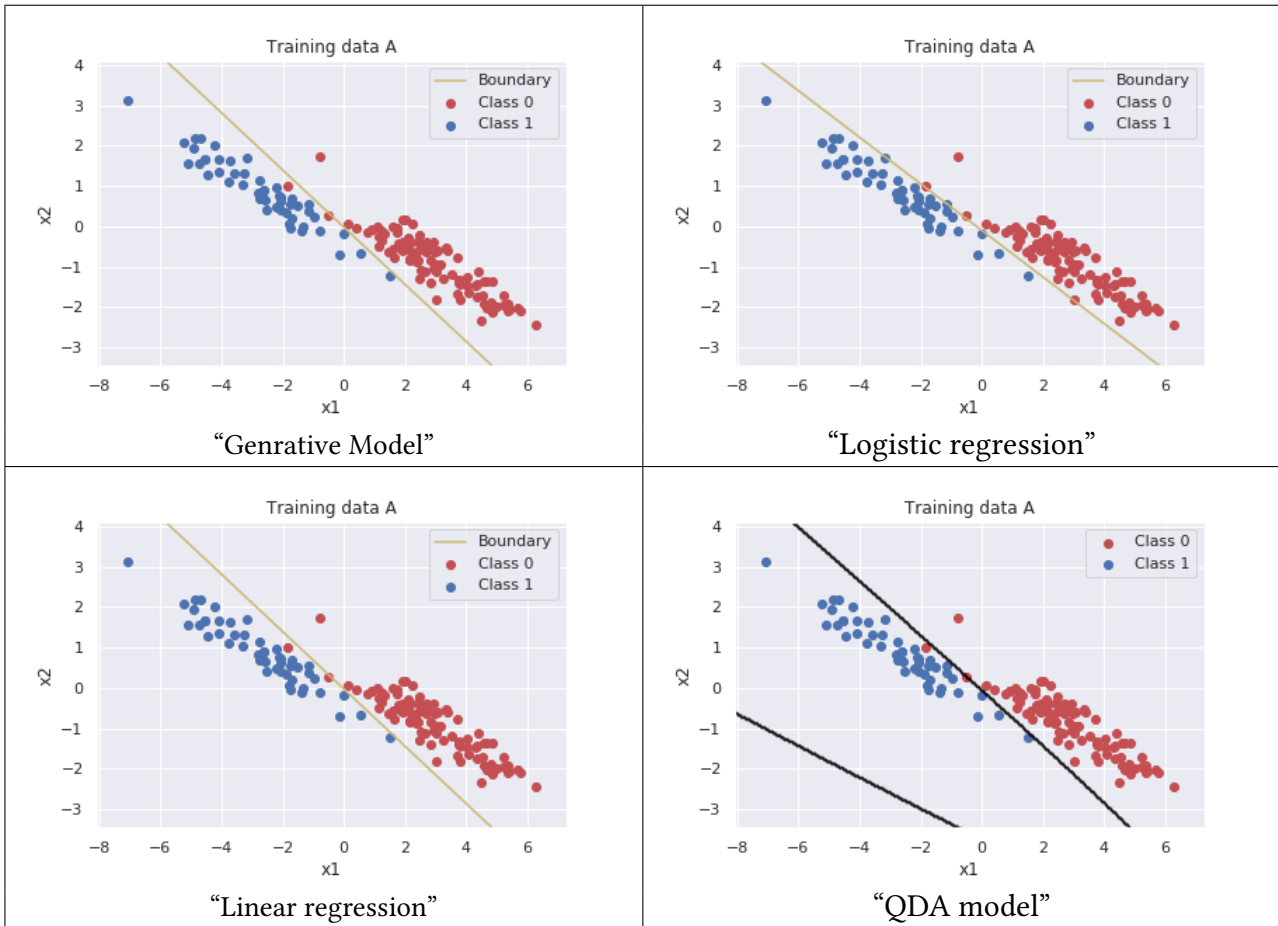 Training data A
4
3
2
1
0
−1
−2
−3
x2
−8
−6
−4
−2
0
2
4
6
x1
Boundary
Class 0
Class 1
“Genrative Model”
Training data A
4
3
2
1
0
−1
−2
−3
x2
−8
−6
−4
−2
0
2
4
6
x1
Boundary
Class 0
Class 1
“Logistic regression”
Training data A
4
3
2
1
0
−1
−2
−3
x2
−8
−6
−4
−2
0
2
4
6
x1
Boundary
Class 0
Class 1
“Linear regression”
Training data A
4
3
2
1
0
−1
−2
−3
x2
−8
−6
−4
−2
0
2
4
6
x1
Class 0
Class 1
“QDA model”